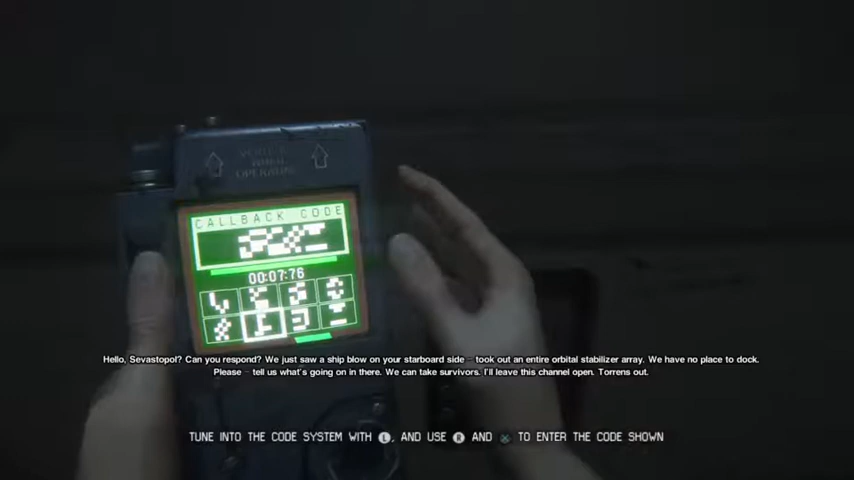 CALLBACK CODE
00:07:76
Hello, Sevastopol? Can you respond? We just saw a ship blow on your starboard side – took out an entire orbital stabilizer array. We have no place to dock.
Please – tell us what's going on in there. We can take survivors. I'll leave this channel open. Torrens out.
TUNE INTO THE CODE SYSTEM WITH L, AND USE R AND X TO ENTER THE CODE SHOWN